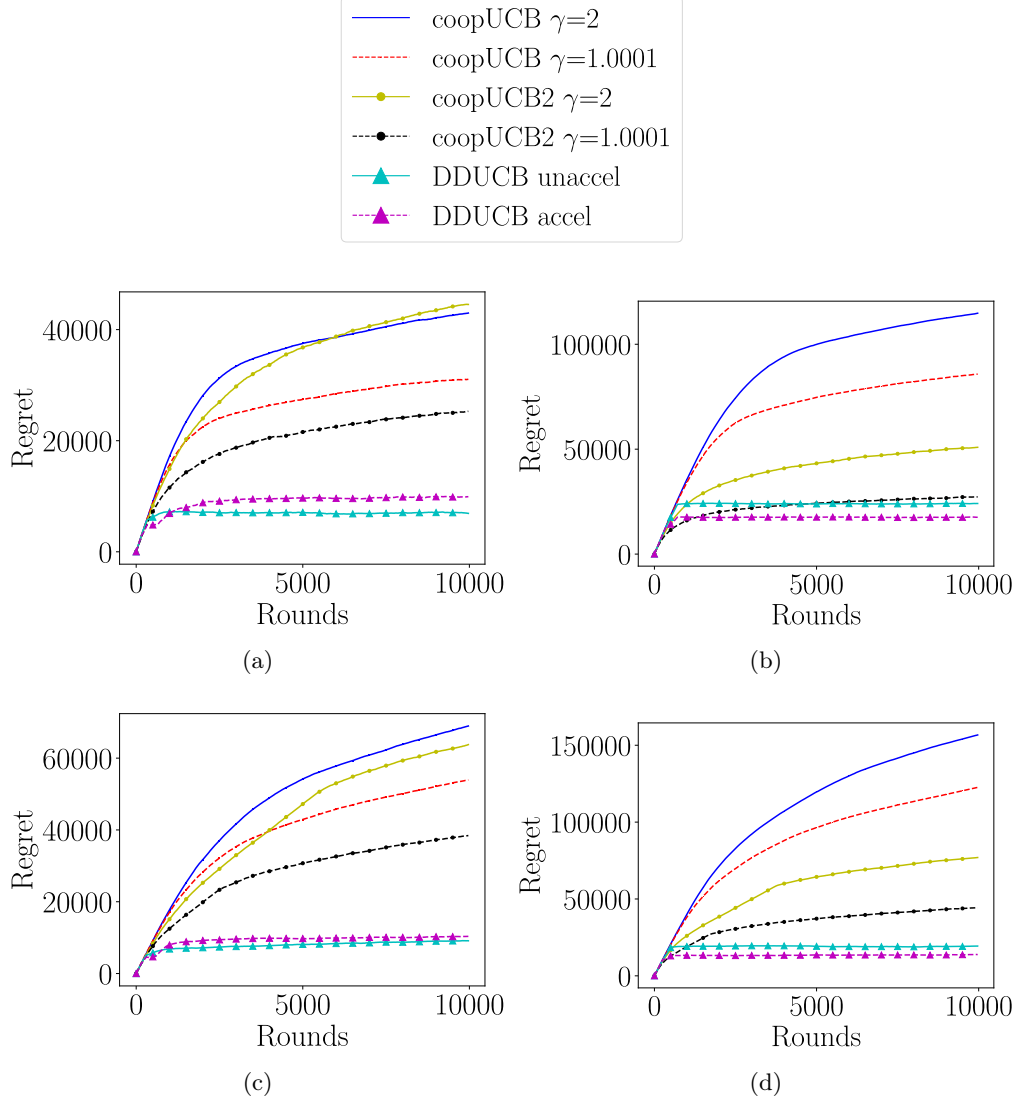 coopUCB γ=2
coopUCB γ=1.0001
coopUCB2 γ=2
coopUCB2 γ=1.0001
DDUCB unaccel
DDUCB accel
40000
20000
0
Regret
0 5000 10000
Rounds
(a)
100000
50000
0
Regret
0 5000 10000
Rounds
(b)
60000
40000
20000
0
Regret
0 5000 10000
Rounds
(c)
150000
100000
50000
0
Regret
0 5000 10000
Rounds
(d)